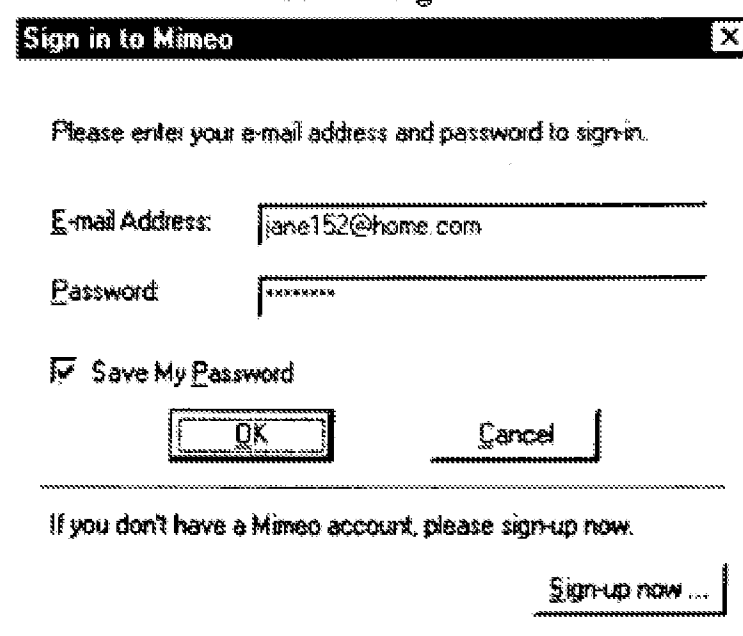 Sign in to Mimeo
Please enter your e-mail address and password to sign-in.
E-mail Address: jane152@home.com
Password: ********
Save My Password
OK Cancel
If you don't have a Mimeo account, please sign-up now.
Sign-up now ...